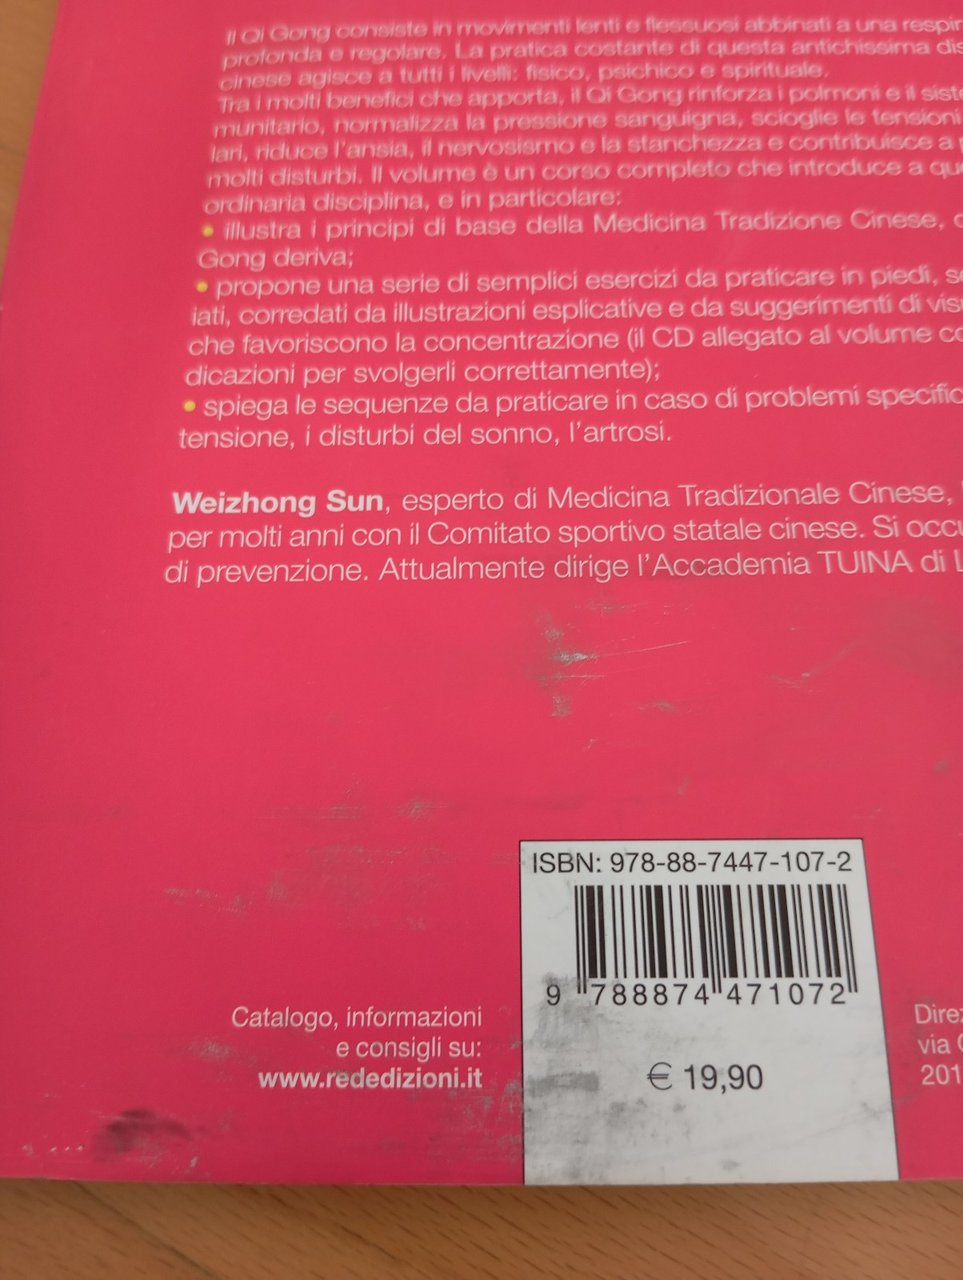 Il Qi Gong consiste in movimenti lenti e flessuosi abbinati a una respir
profonda e regolare. La pratica costante di questa antichissima dis
cinese agisce a tutti i livelli: fisico, psichico e spirituale.
Tra i molti benefici che apporta, il Qi Gong rinforza i polmoni e il siste
munitario, normalizza la pressione sanguigna, scioglie le tensioni
lari, riduce l'ansia, il nervosismo e la stanchezza e contribuisce a
molti disturbi. Il volume è un corso completo che introduce a que
ordinaria disciplina, e in particolare:
• illustra i principi di base della Medicina Tradizione Cinese, d
Gong deriva;
• propone una serie di semplici esercizi da praticare in piedi, se
iati, corredati da illustrazioni esplicative e da suggerimenti di vis
che favoriscono la concentrazione (il CD allegato al volume co
dicazioni per svolgerli correttamente);
• spiega le sequenze da praticare in caso di problemi specific
tensione, i disturbi del sonno, l'artrosi.
Weizhong Sun, esperto di Medicina Tradizionale Cinese,
per molti anni con il Comitato sportivo statale cinese. Si occu
di prevenzione. Attualmente dirige l'Accademia TUINA di L
ISBN: 978-88-7447-107-2
9 788874 471072
€ 19,90
Catalogo, informazioni
e consigli su:
www.rededizioni.it
Direz
via
201